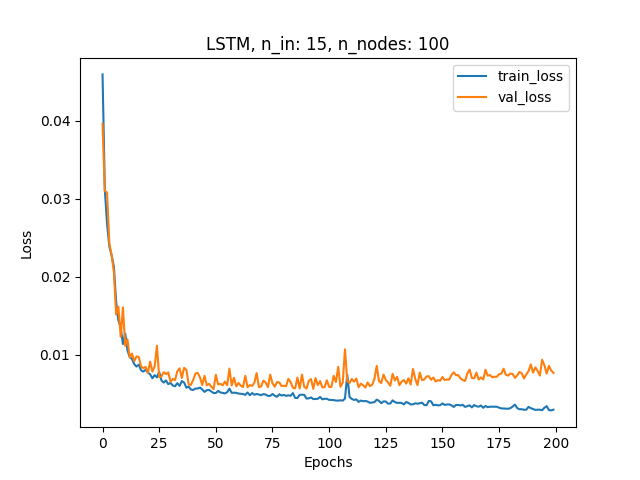 LSTM, n_in: 15, n_nodes: 100
train_loss
val_loss
Loss
0.04
0.03
0.02
0.01
0 25 50 75 100 125 150 175 200
Epochs